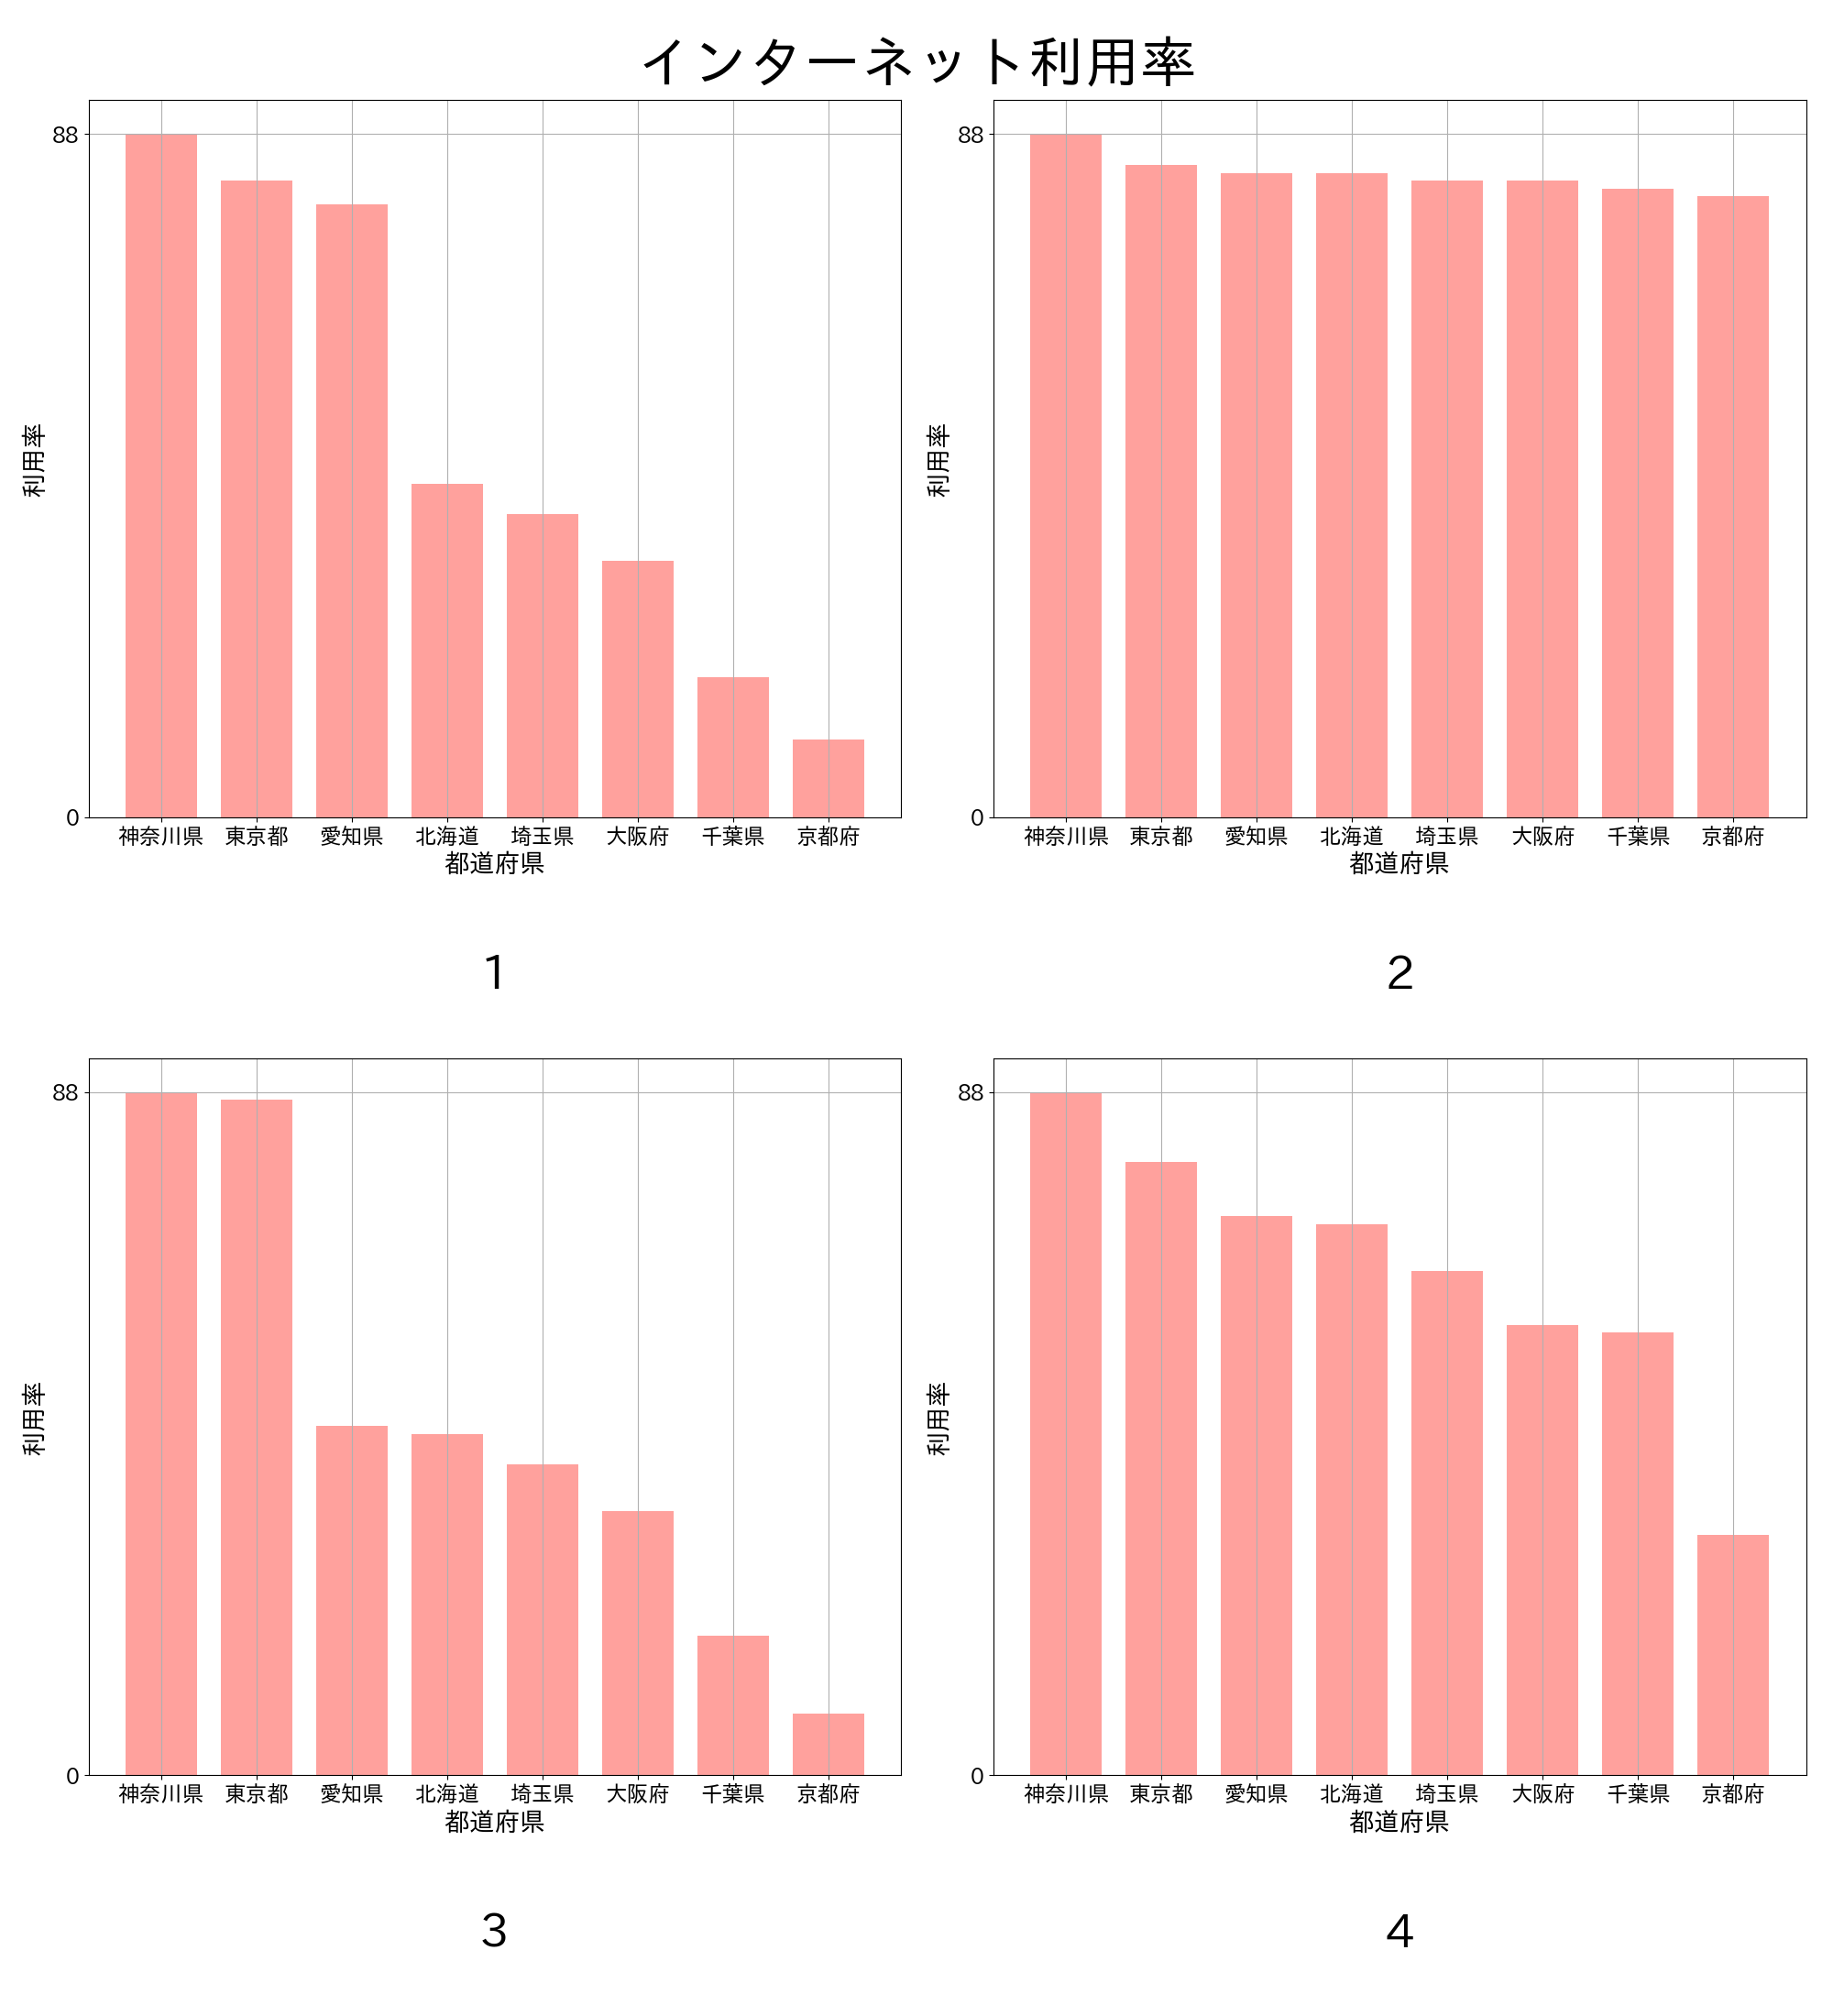 インターネット利用率
88
0
利用率
神奈川県 東京都 愛知県 北海道 埼玉県 大阪府 千葉県 京都府
都道府県
1
88
0
利用率
神奈川県 東京都 愛知県 北海道 埼玉県 大阪府 千葉県 京都府
都道府県
2
88
0
利用率
神奈川県 東京都 愛知県 北海道 埼玉県 大阪府 千葉県 京都府
都道府県
3
88
0
利用率
神奈川県 東京都 愛知県 北海道 埼玉県 大阪府 千葉県 京都府
都道府県
4